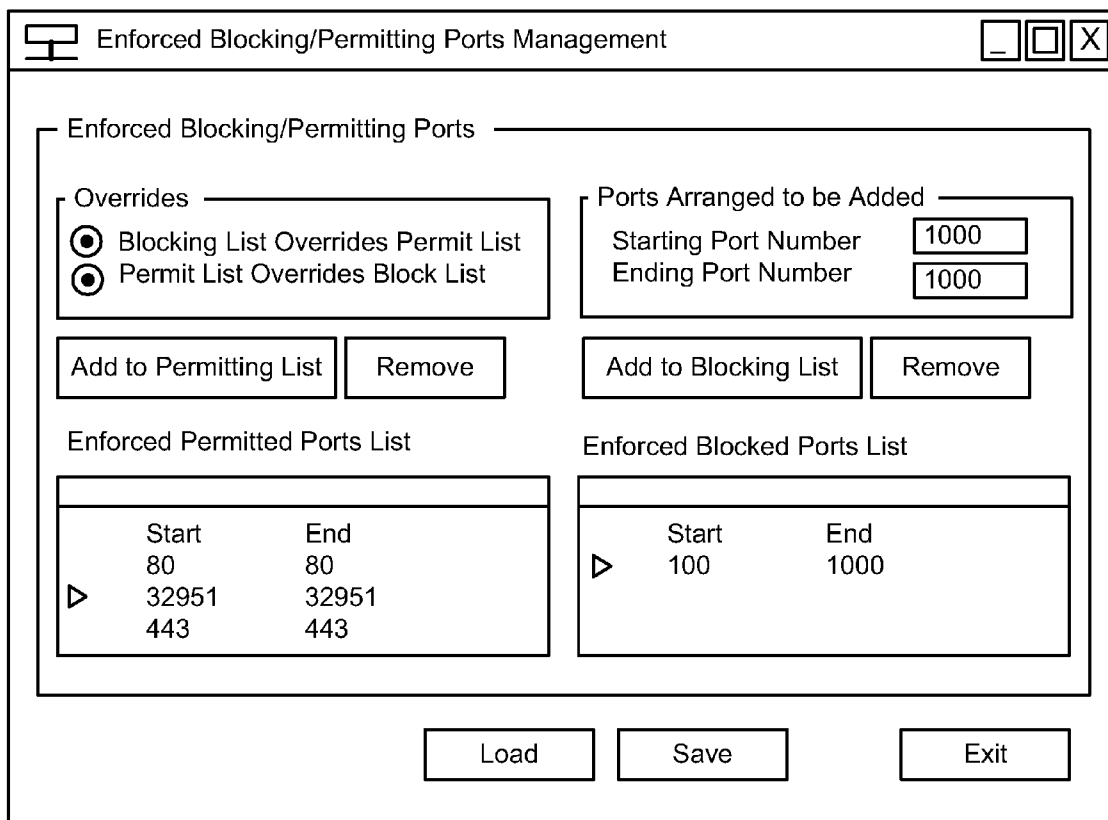 Enforced Blocking/Permitting Ports Management _ X
Enforced Blocking/Permitting Ports
Overrides
Blocking List Overrides Permit List
Permit List Overrides Block List
Ports Arranged to be Added
Starting Port Number 1000
Ending Port Number 1000
Add to Permitting List Remove
Add to Blocking List Remove
Enforced Permitted Ports List
Start End
80 80
32951 32951
443 443
Enforced Blocked Ports List
Start End
100 1000
Load Save Exit